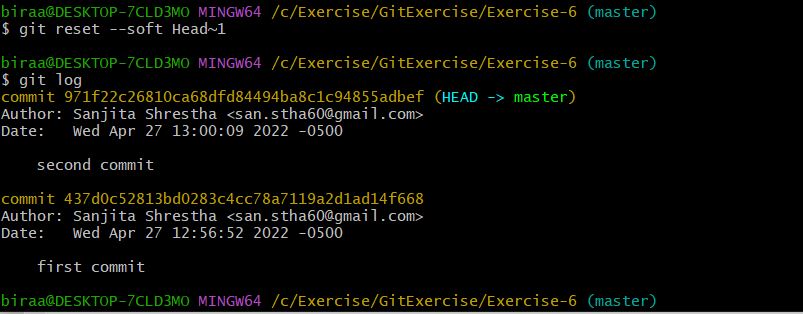 biraa@DESKTOP-7CLD3MO MINGW64 /c/Exercise/GitExercise/Exercise-6 (master)
$ git reset --soft Head~1
biraa@DESKTOP-7CLD3MO MINGW64 /c/Exercise/GitExercise/Exercise-6 (master)
$ git log
commit 971f22c26810ca68dfd84494ba8c1c94855adbef (HEAD -> master)
Author: Sanjita Shrestha <san.stha60@gmail.com>
Date:   Wed Apr 27 13:00:09 2022 -0500
second commit
commit 437d0c52813bd0283c4cc78a7119a2d1ad14f668
Author: Sanjita Shrestha <san.stha60@gmail.com>
Date:   Wed Apr 27 12:56:52 2022 -0500
first commit
biraa@DESKTOP-7CLD3MO MINGW64 /c/Exercise/GitExercise/Exercise-6 (master)